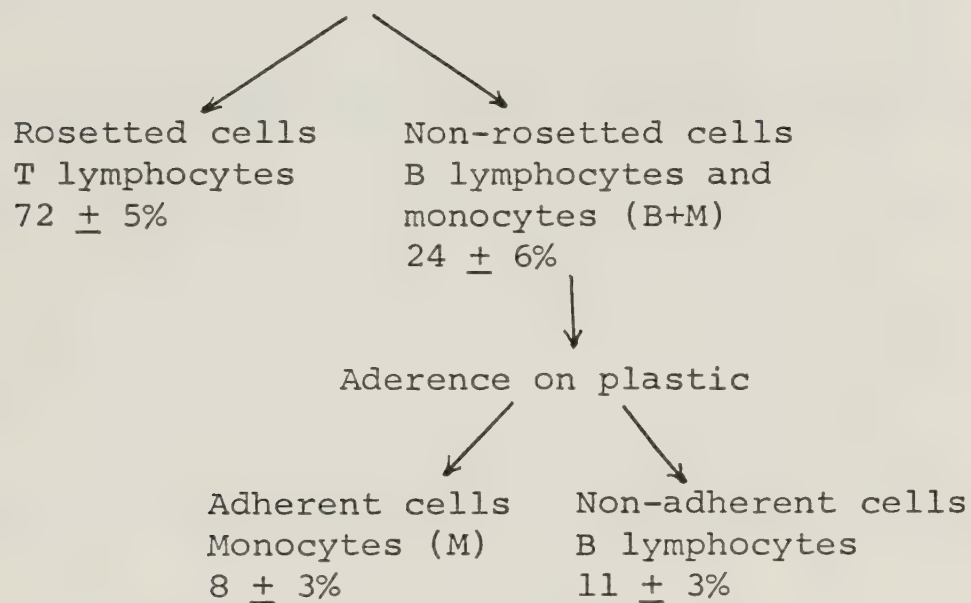 Rosetted cells
T lymphocytes
72 ± 5%
Non-rosetted cells
B lymphocytes and
monocytes (B+M)
24 ± 6%
Aderence on plastic
Adherent cells
Monocytes (M)
8 ± 3%
Non-adherent cells
B lymphocytes
11 ± 3%